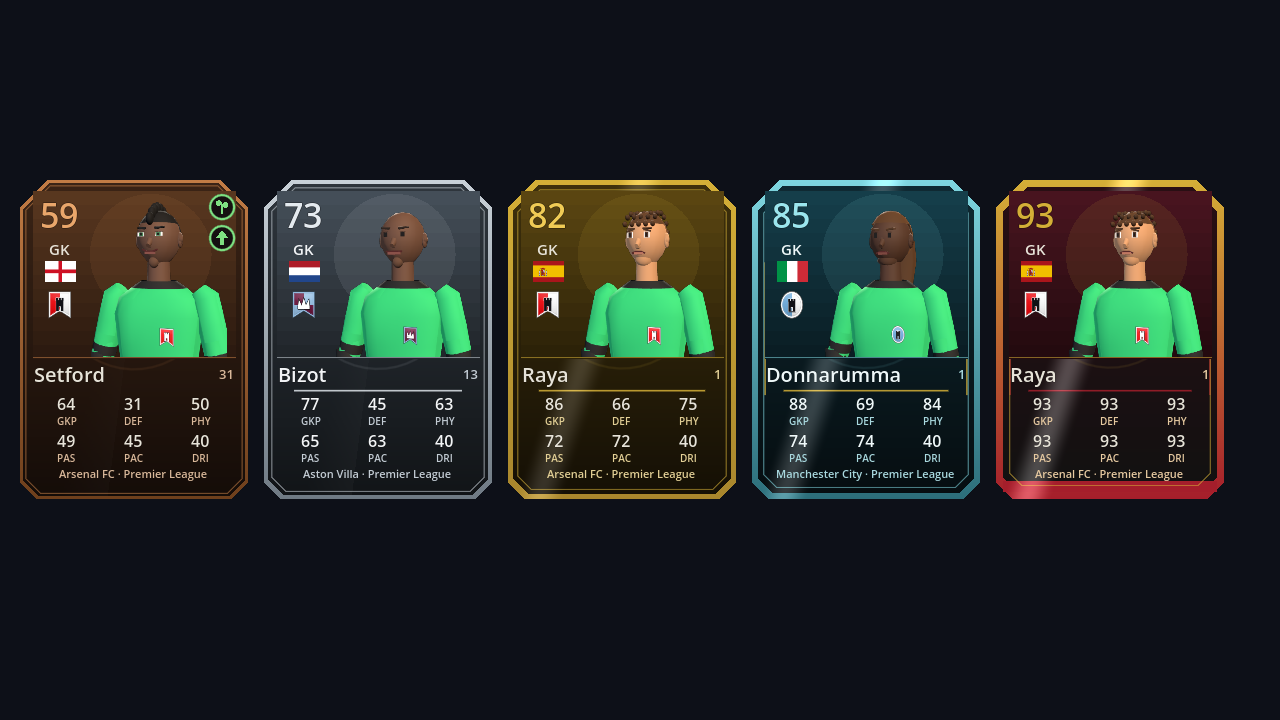 59
GK
Setford 31
64 31 50
GKP DEF PHY
49 45 40
PAS PAC DRI
Arsenal FC · Premier League
73
GK
Bizot 13
77 45 63
GKP DEF PHY
65 63 40
PAS PAC DRI
Aston Villa · Premier League
82
GK
Raya 1
86 66 75
GKP DEF PHY
72 72 40
PAS PAC DRI
Arsenal FC · Premier League
85
GK
Donnarumma 1
88 69 84
GKP DEF PHY
74 74 40
PAS PAC DRI
Manchester City · Premier League
93
GK
Raya 1
93 93 93
GKP DEF PHY
93 93 93
PAS PAC DRI
Arsenal FC · Premier League